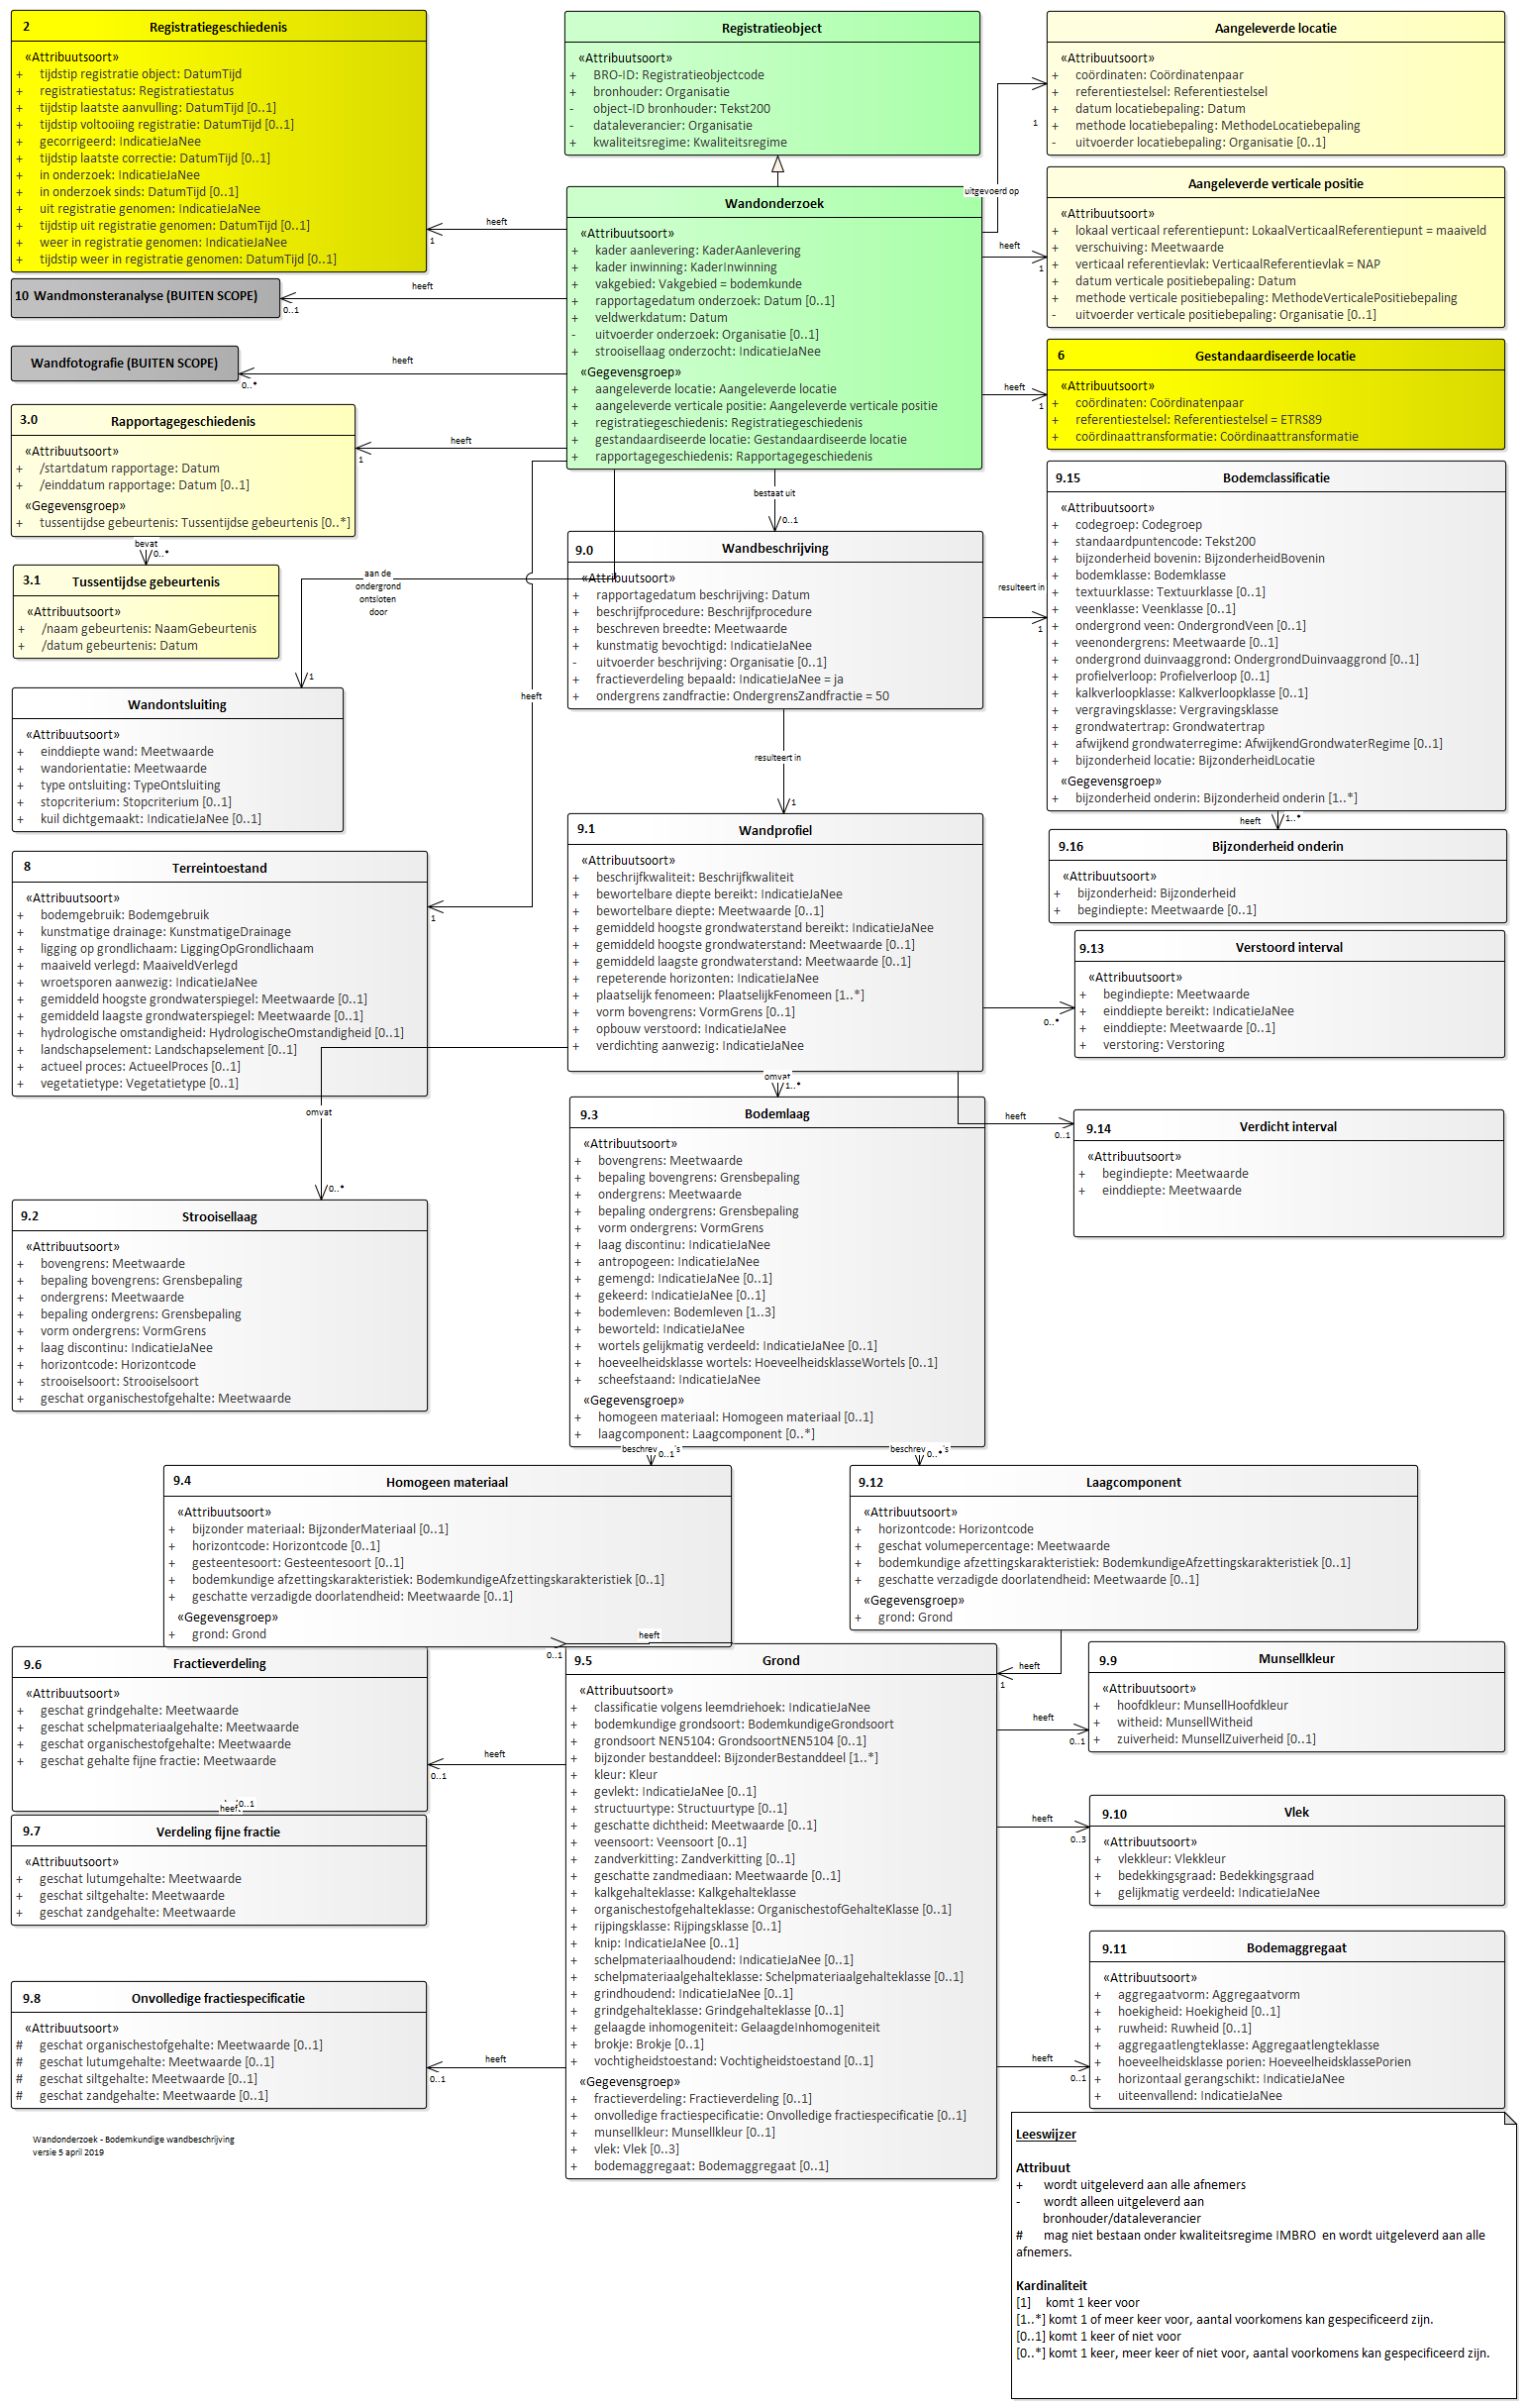 2 Registratiegeschiedenis
«Attribuutsoort»
+ tijdstip registratie object: DatumTijd
+ registratiestatus: Registratiestatus
+ tijdstip laatste aanvulling: DatumTijd [0..1]
+ tijdstip voltooiing registratie: DatumTijd [0..1]
+ gecorrigeerd: IndicatieJaNee
+ tijdstip laatste correctie: DatumTijd [0..1]
+ in onderzoek: IndicatieJaNee
+ in onderzoek sinds: DatumTijd [0..1]
+ uit registratie genomen: IndicatieJaNee
+ tijdstip uit registratie genomen: DatumTijd [0..1]
+ weer in registratie genomen: IndicatieJaNee
+ tijdstip weer in registratie genomen: DatumTijd [0..1]
Registratieobject
«Attribuutsoort»
+ BRO-ID: Registratieobjectcode
+ bronhouder: Organisatie
- object-ID bronhouder: Tekst200
- dataleverancier: Organisatie
+ kwaliteitsregime: Kwaliteitsregime
Aangeleverde locatie
«Attribuutsoort»
+ coördinaten: Coördinatenpaar
+ referentiestelsel: Referentiestelsel
+ datum locatiebepaling: Datum
+ methode locatiebepaling: MethodeLocatiebepaling
- uitvoerder locatiebepaling: Organisatie [0..1]
1
uitgevoerd op
Wandonderzoek
«Attribuutsoort»
+ kader aanlevering: KaderAanlevering
+ kader inwinning: KaderInwinning
+ vakgebied: Vakgebied = bodemkunde
+ rapportagedatum onderzoek: Datum [0..1]
+ veldwerkdatum: Datum
- uitvoerder onderzoek: Organisatie [0..1]
+ strooisellaag onderzocht: IndicatieJaNee
«Gegevensgroep»
+ aangeleverde locatie: Aangeleverde locatie
+ aangeleverde verticale positie: Aangeleverde verticale positie
+ registratiegeschiedenis: Registratiegeschiedenis
+ gestandaardiseerde locatie: Gestandaardiseerde locatie
+ rapportagegeschiedenis: Rapportagegeschiedenis
heeft
1
Aangeleverde verticale positie
«Attribuutsoort»
+ lokaal verticaal referentiepunt: LokaalVerticaalReferentiepunt = maaiveld
+ verschuiving: Meetwaarde
+ verticaal referentievlak: VerticaalReferentievlak = NAP
+ datum verticale positiebepaling: Datum
+ methode verticale positiebepaling: MethodeVerticalePositiebepaling
- uitvoerder verticale positiebepaling: Organisatie [0..1]
heeft
1
10 Wandmonsteranalyse (BUITEN SCOPE)
heeft
0..1
Wandfotografie (BUITEN SCOPE)
heeft
0..*
6 Gestandaardiseerde locatie
«Attribuutsoort»
+ coördinaten: Coördinatenpaar
+ referentiestelsel: Referentiestelsel = ETRS89
+ coördinaattransformatie: Coördinaattransformatie
heeft
1
3.0 Rapportagegeschiedenis
«Attribuutsoort»
+ /startdatum rapportage: Datum
+ /einddatum rapportage: Datum [0..1]
«Gegevensgroep»
+ tussentijdse gebeurtenis: Tussentijdse gebeurtenis [0..*]
heeft
1
bevat
0..*
3.1 Tussentijdse gebeurtenis
«Attribuutsoort»
+ /naam gebeurtenis: NaamGebeurtenis
+ /datum gebeurtenis: Datum
bestaat uit
0..1
9.0 Wandbeschrijving
«Attribuutsoort»
+ rapportagedatum beschrijving: Datum
+ beschrijfprocedure: Beschrijfprocedure
+ beschreven breedte: Meetwaarde
+ kunstmatig bevochtigd: IndicatieJaNee
- uitvoerder beschrijving: Organisatie [0..1]
+ fractieverdeling bepaald: IndicatieJaNee = ja
+ ondergrens zandfractie: OndergrensZandfractie = 50
aan de
ondergrond
ontsloten
door
1
resulteert in
1
9.15 Bodemclassificatie
«Attribuutsoort»
+ codegroep: Codegroep
+ standaardpuntencode: Tekst200
+ bijzonderheid bovenin: BijzonderheidBovenin
+ bodemklasse: Bodemklasse
+ textuurklasse: Textuurklasse [0..1]
+ veenklasse: Veenklasse [0..1]
+ ondergrond veen: OndergrondVeen [0..1]
+ veenondergrens: Meetwaarde [0..1]
+ ondergrond duinvaaggrond: OndergrondDuinvaaggrond [0..1]
+ profielverloop: Profielverloop [0..1]
+ kalkverloopklasse: Kalkverloopklasse [0..1]
+ vergravingsklasse: Vergravingsklasse
+ grondwatertrap: Grondwatertrap
+ afwijkend grondwaterregime: AfwijkendGrondwaterRegime [0..1]
+ bijzonderheid locatie: BijzonderheidLocatie
«Gegevensgroep»
+ bijzonderheid onderin: Bijzonderheid onderin [1..*]
heeft
1..*
Wandontsluiting
«Attribuutsoort»
+ einddiepte wand: Meetwaarde
+ wandorientatie: Meetwaarde
+ type ontsluiting: TypeOntsluiting
+ stopcriterium: Stopcriterium [0..1]
+ kuil dichtgemaakt: IndicatieJaNee [0..1]
heeft
1
resulteert in
1
9.16 Bijzonderheid onderin
«Attribuutsoort»
+ bijzonderheid: Bijzonderheid
+ begindiepte: Meetwaarde [0..1]
8 Terreintoestand
«Attribuutsoort»
+ bodemgebruik: Bodemgebruik
+ kunstmatige drainage: KunstmatigeDrainage
+ ligging op grondlichaam: LiggingOpGrondlichaam
+ maaiveld verlegd: MaaiveldVerlegd
+ wroetsporen aanwezig: IndicatieJaNee
+ gemiddeld hoogste grondwaterspiegel: Meetwaarde [0..1]
+ gemiddeld laagste grondwaterspiegel: Meetwaarde [0..1]
+ hydrologische omstandigheid: HydrologischeOmstandigheid [0..1]
+ landschapselement: Landschapselement [0..1]
+ actueel proces: ActueelProces [0..1]
+ vegetatietype: Vegetatietype [0..1]
9.1 Wandprofiel
«Attribuutsoort»
+ beschrijfkwaliteit: Beschrijfkwaliteit
+ bewortelbare diepte bereikt: IndicatieJaNee
+ bewortelbare diepte: Meetwaarde [0..1]
+ gemiddeld hoogste grondwaterstand bereikt: IndicatieJaNee
+ gemiddeld hoogste grondwaterstand: Meetwaarde [0..1]
+ gemiddeld laagste grondwaterstand: Meetwaarde [0..1]
+ repeterende horizonten: IndicatieJaNee
+ plaatselijk fenomeen: PlaatselijkFenomeen [1..*]
+ vorm bovengrens: VormGrens [0..1]
+ opbouw verstoord: IndicatieJaNee
+ verdichting aanwezig: IndicatieJaNee
0..*
9.13 Verstoord interval
«Attribuutsoort»
+ begindiepte: Meetwaarde
+ einddiepte bereikt: IndicatieJaNee
+ einddiepte: Meetwaarde [0..1]
+ verstoring: Verstoring
omvat
1..*
omvat
0..*
heeft
0..1
9.14 Verdicht interval
«Attribuutsoort»
+ begindiepte: Meetwaarde
+ einddiepte: Meetwaarde
9.3 Bodemlaag
«Attribuutsoort»
+ bovengrens: Meetwaarde
+ bepaling bovengrens: Grensbepaling
+ ondergrens: Meetwaarde
+ bepaling ondergrens: Grensbepaling
+ vorm ondergrens: VormGrens
+ laag discontinu: IndicatieJaNee
+ antropogeen: IndicatieJaNee
+ gemengd: IndicatieJaNee [0..1]
+ gekeerd: IndicatieJaNee [0..1]
+ bodemleven: Bodemleven [1..3]
+ beworteld: IndicatieJaNee
+ wortels gelijkmatig verdeeld: IndicatieJaNee [0..1]
+ hoeveelheidsklasse wortels: HoeveelheidsklasseWortels [0..1]
+ scheefstaand: IndicatieJaNee
«Gegevensgroep»
+ homogeen materiaal: Homogeen materiaal [0..1]
+ laagcomponent: Laagcomponent [0..*]
9.2 Strooisellaag
«Attribuutsoort»
+ bovengrens: Meetwaarde
+ bepaling bovengrens: Grensbepaling
+ ondergrens: Meetwaarde
+ bepaling ondergrens: Grensbepaling
+ vorm ondergrens: VormGrens
+ laag discontinu: IndicatieJaNee
+ horizontcode: Horizontcode
+ strooiselsoort: Strooiselsoort
+ geschat organischestofgehalte: Meetwaarde
0..1
0..*
9.4 Homogeen materiaal
«Attribuutsoort»
+ bijzonder materiaal: BijzonderMateriaal [0..1]
+ horizontcode: Horizontcode [0..1]
+ gesteentesoort: Gesteentesoort [0..1]
+ bodemkundige afzettingskarakteristiek: BodemkundigeAfzettingskarakteristiek [0..1]
+ geschatte verzadigde doorlatendheid: Meetwaarde [0..1]
«Gegevensgroep»
+ grond: Grond
9.12 Laagcomponent
«Attribuutsoort»
+ horizontcode: Horizontcode
+ geschat volumepercentage: Meetwaarde
+ bodemkundige afzettingskarakteristiek: BodemkundigeAfzettingskarakteristiek [0..1]
+ geschatte verzadigde doorlatendheid: Meetwaarde [0..1]
«Gegevensgroep»
+ grond: Grond
heeft
0..1
heeft
1
9.6 Fractieverdeling
«Attribuutsoort»
+ geschat grindgehalte: Meetwaarde
+ geschat schelpmateriaalgehalte: Meetwaarde
+ geschat organischestofgehalte: Meetwaarde
+ geschat gehalte fijne fractie: Meetwaarde
heeft
0..1
heeft
0..1
9.7 Verdeling fijne fractie
«Attribuutsoort»
+ geschat lutumgehalte: Meetwaarde
+ geschat siltgehalte: Meetwaarde
+ geschat zandgehalte: Meetwaarde
9.8 Onvolledige fractiespecificatie
«Attribuutsoort»
# geschat organischestofgehalte: Meetwaarde [0..1]
# geschat lutumgehalte: Meetwaarde [0..1]
# geschat siltgehalte: Meetwaarde [0..1]
# geschat zandgehalte: Meetwaarde [0..1]
heeft
0..1
9.5 Grond
«Attribuutsoort»
+ classificatie volgens leemdriehoek: IndicatieJaNee
+ bodemkundige grondsoort: BodemkundigeGrondsoort
+ grondsoort NEN5104: GrondsoortNEN5104 [0..1]
+ bijzonder bestanddeel: BijzonderBestanddeel [1..*]
+ kleur: Kleur
+ gevlekt: IndicatieJaNee [0..1]
+ structuurtype: Structuurtype [0..1]
+ geschatte dichtheid: Meetwaarde [0..1]
+ veensoort: Veensoort [0..1]
+ zandverkitting: Zandverkitting [0..1]
+ geschatte zandmediaan: Meetwaarde [0..1]
+ kalkgehalteklasse: Kalkgehalteklasse
+ organischestofgehalteklasse: OrganischestofGehalteKlasse [0..1]
+ rijpingsklasse: Rijpingsklasse [0..1]
+ knip: IndicatieJaNee [0..1]
+ schelpmateriaalhoudend: IndicatieJaNee [0..1]
+ schelpmateriaalgehalteklasse: Schelpmateriaalgehalteklasse [0..1]
+ grindhoudend: IndicatieJaNee [0..1]
+ grindgehalteklasse: Grindgehalteklasse [0..1]
+ gelaagde inhomogeniteit: GelaagdeInhomogeniteit
+ brokje: Brokje [0..1]
+ vochtigheidstoestand: Vochtigheidstoestand [0..1]
«Gegevensgroep»
+ fractieverdeling: Fractieverdeling [0..1]
+ onvolledige fractiespecificatie: Onvolledige fractiespecificatie [0..1]
+ munsellkleur: Munsellkleur [0..1]
+ vlek: Vlek [0..3]
+ bodemaggregaat: Bodemaggregaat [0..1]
heeft
0..1
9.9 Munsellkleur
«Attribuutsoort»
+ hoofdkleur: MunsellHoofdkleur
+ witheid: MunsellWitheid
+ zuiverheid: MunsellZuiverheid [0..1]
heeft
0..3
9.10 Vlek
«Attribuutsoort»
+ vlekkleur: Vlekkleur
+ bedekkingsgraad: Bedekkingsgraad
+ gelijkmatig verdeeld: IndicatieJaNee
heeft
0..1
9.11 Bodemaggregaat
«Attribuutsoort»
+ aggregaatvorm: Aggregaatvorm
+ hoekigheid: Hoekigheid [0..1]
+ ruwheid: Ruwheid [0..1]
+ aggregaatlengteklasse: Aggregaatlengteklasse
+ hoeveelheidsklasse porien: HoeveelheidsklassePorien
+ horizontaal gerangschikt: IndicatieJaNee
+ uiteenvallend: IndicatieJaNee
Wandonderzoek - Bodemkundige wandbeschrijving
versie 5 april 2019
Leeswijzer
Attribuut
+ wordt uitgeleverd aan alle afnemers
- wordt alleen uitgeleverd aan
bronhouder/dataleverancier
# mag niet bestaan onder kwaliteitsregime IMBRO en wordt uitgeleverd aan alle
afnemers.
Kardinaliteit
[1] komt 1 keer voor
[1..*] komt 1 of meer keer voor, aantal voorkomens kan gespecificeerd zijn.
[0..1] komt 1 keer of niet voor
[0..*] komt 1 keer, meer keer of niet voor, aantal voorkomens kan gespecificeerd zijn.